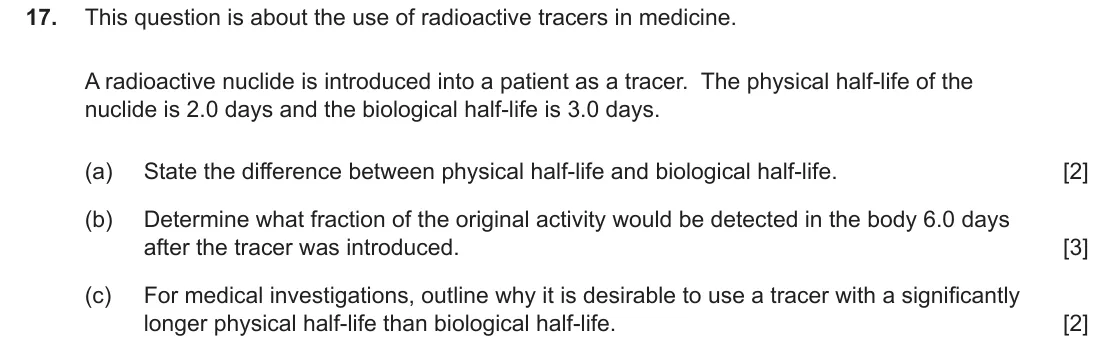 17. This question is about the use of radioactive tracers in medicine.
A radioactive nuclide is introduced into a patient as a tracer. The physical half-life of the
nuclide is 2.0 days and the biological half-life is 3.0 days.
(a) State the difference between physical half-life and biological half-life. [2]
(b) Determine what fraction of the original activity would be detected in the body 6.0 days
after the tracer was introduced. [3]
(c) For medical investigations, outline why it is desirable to use a tracer with a significantly
longer physical half-life than biological half-life. [2]